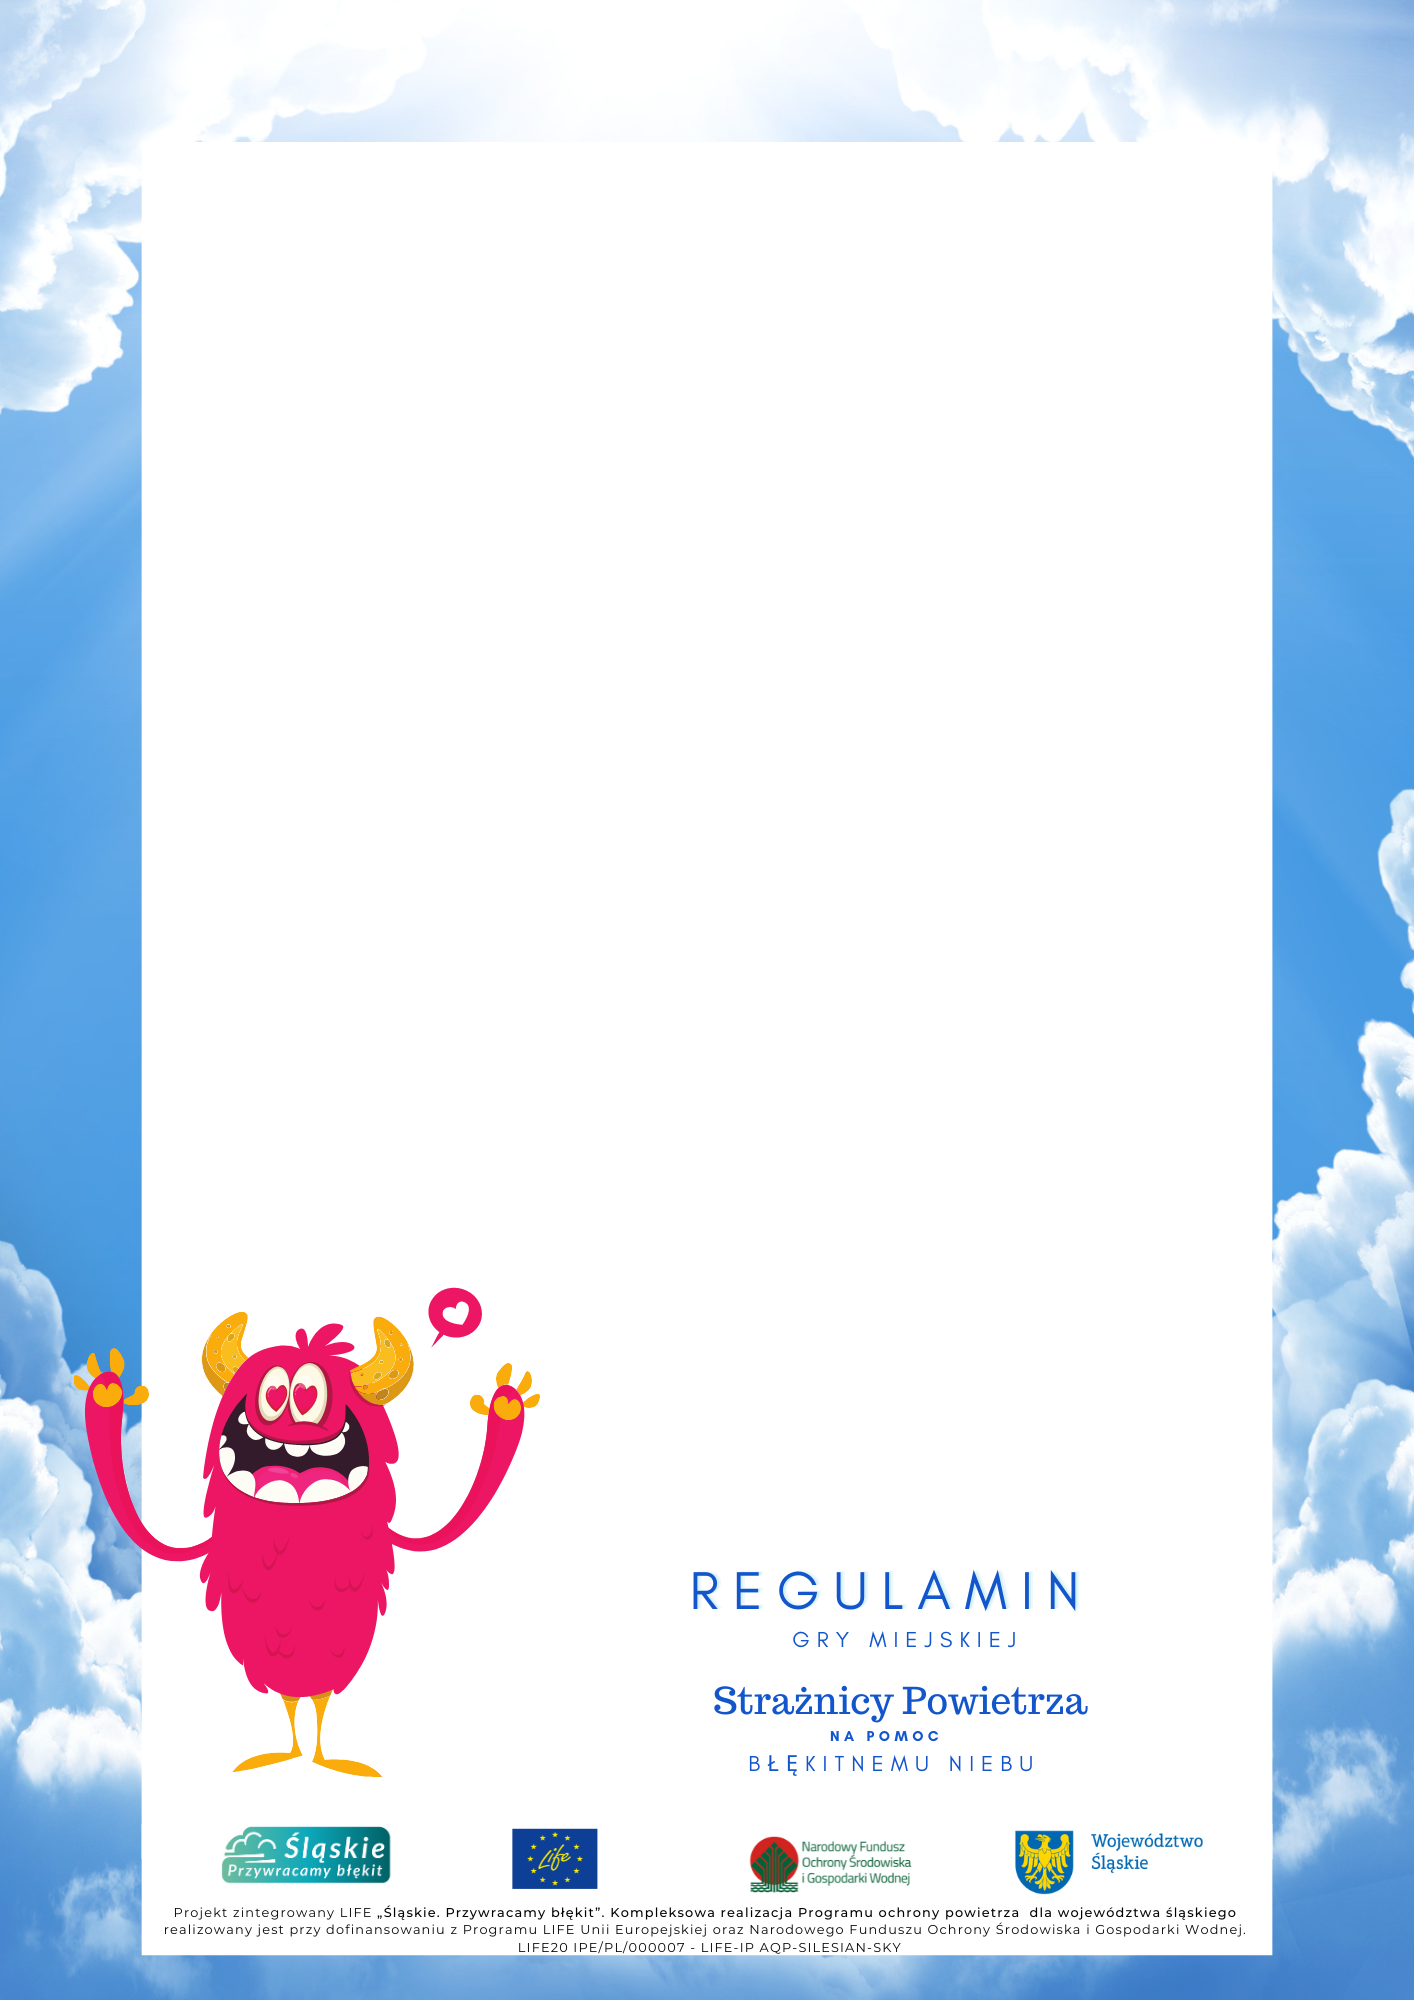 REGULAMIN
GRY MIEJSKIEJ
Strażnicy Powietrza
NA POMOC
BŁĘKITNEMU NIEBU
Śląskie
Przywracamy błękit
Life
Narodowy Fundusz
Ochrony Środowiska
i Gospodarki Wodnej
Województwo
Śląskie
Projekt zintegrowany LIFE „Śląskie. Przywracamy błękit”. Kompleksowa realizacja Programu ochrony powietrza dla województwa śląskiego
realizowany jest przy dofinansowaniu z Programu LIFE Unii Europejskiej oraz Narodowego Funduszu Ochrony Środowiska i Gospodarki Wodnej.
LIFE20 IPE/PL/000007 - LIFE-IP AQP-SILESIAN-SKY